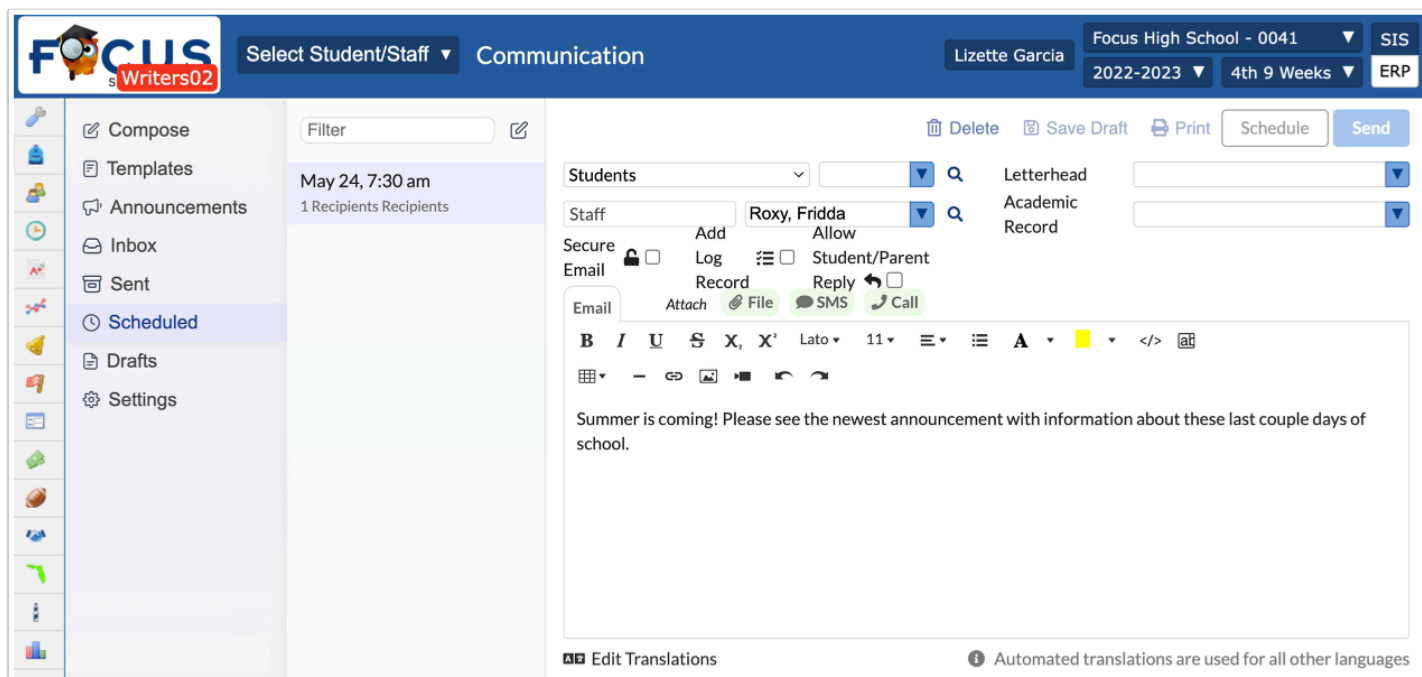 FOCUS
Writers02
Select Student/Staff ▼
Communication
Lizette Garcia
Focus High School - 0041 ▼
SIS
2022-2023 ▼
4th 9 Weeks ▼
ERP
Compose
Templates
Announcements
Inbox
Sent
Scheduled
Drafts
Settings
Filter
May 24, 7:30 am
1 Recipients Recipients
Delete
Save Draft
Print
Schedule
Send
Students
Letterhead
Staff
Roxy, Fridda
Academic
Record
Secure
Email
Add
Log
Record
Allow
Student/Parent
Reply
Email
Attach
File
SMS
Call
B I U S X₂ X² Lato 11 A </> ab
Summer is coming! Please see the newest announcement with information about these last couple days of
school.
Edit Translations
Automated translations are used for all other languages